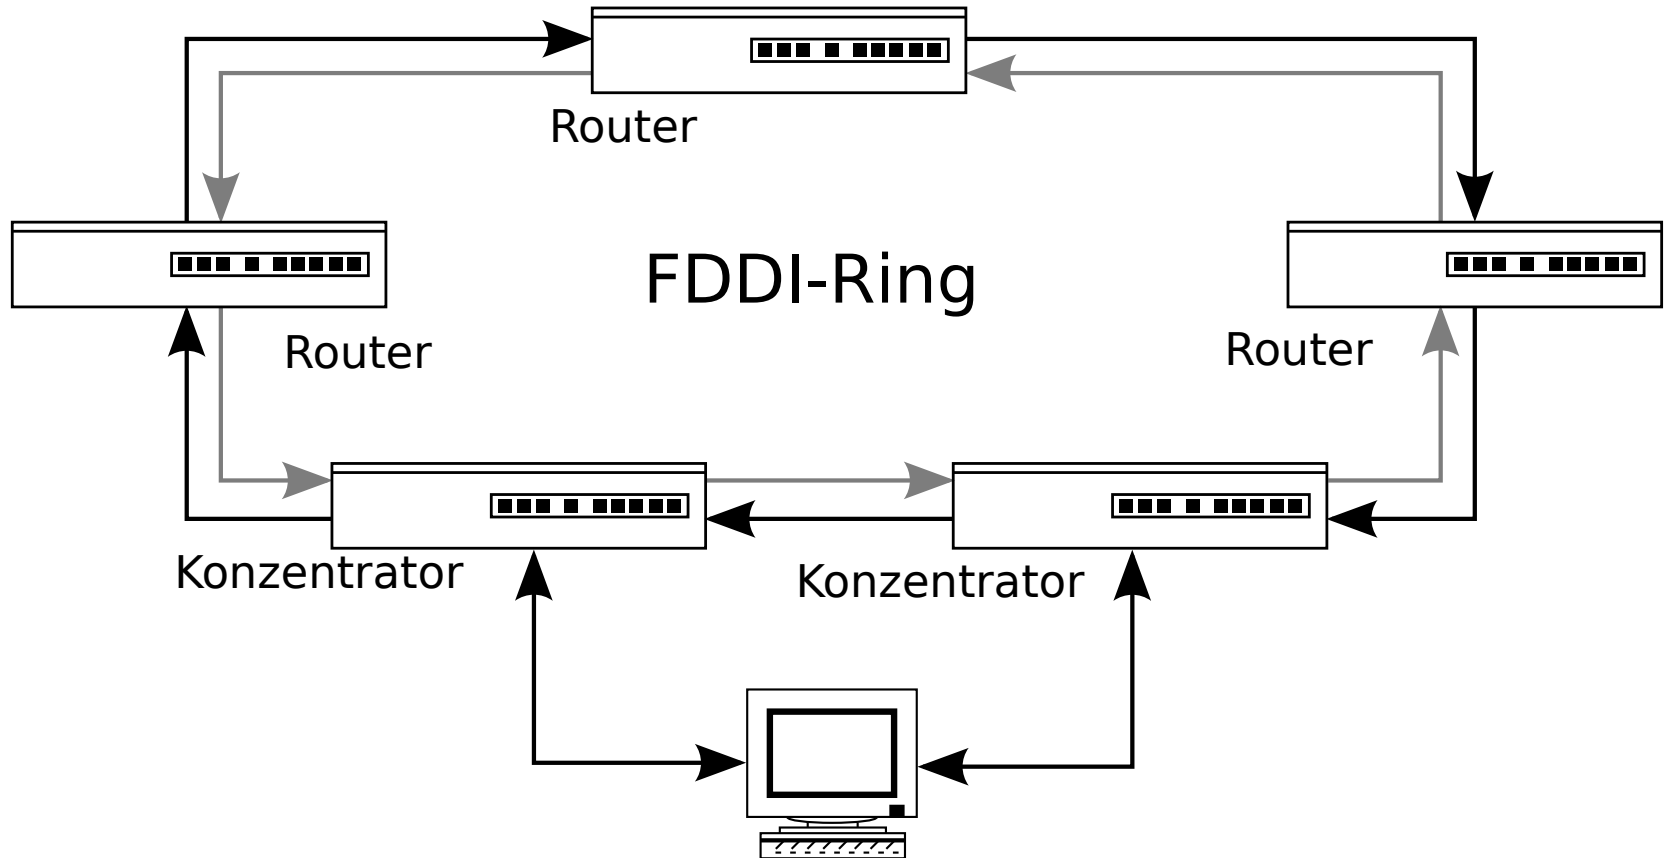 Router
FDDI-Ring
Router
Router
Konzentrator
Konzentrator